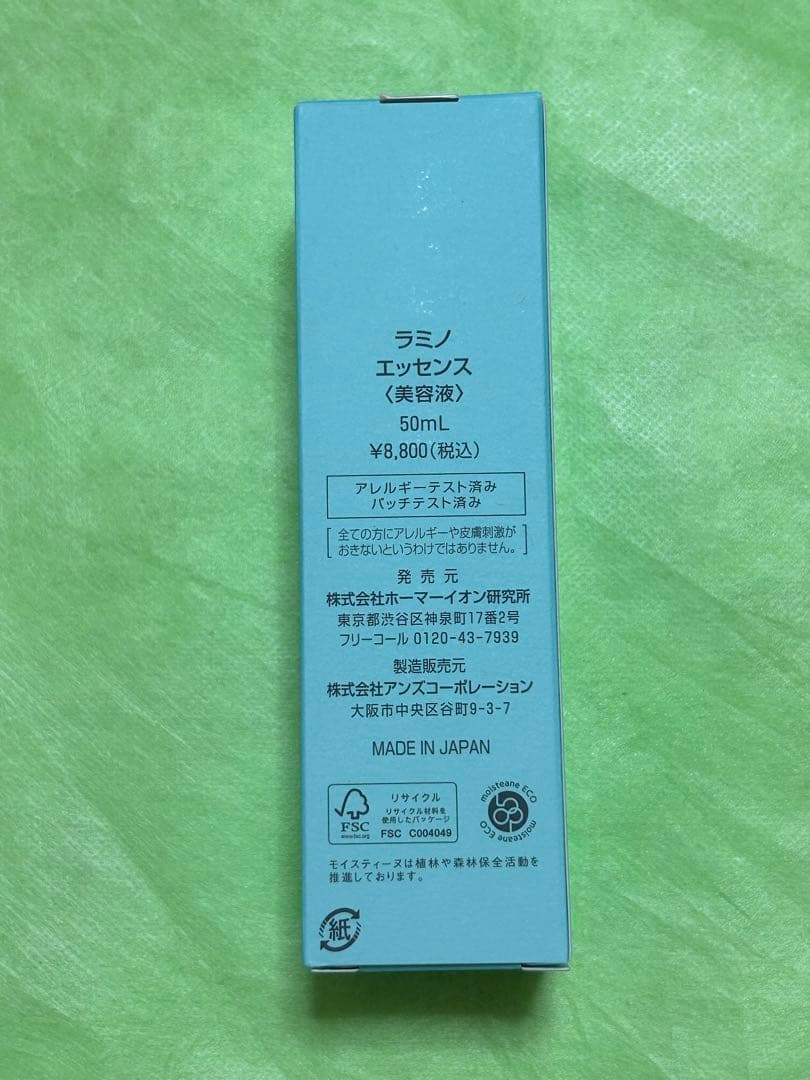 ラミノ
エッセンス
〈美容液〉
50mL
¥8,800(税込)
アレルギーテスト済み
パッチテスト済み
全ての方にアレルギーや皮膚刺激が
おきないというわけではありません。
発売元
株式会社ホーマーイオン研究所
東京都渋谷区神泉町17番2号
フリーコール 0120-43-7939
製造販売元
株式会社アンズコーポレーション
大阪市中央区谷町9-3-7
MADE IN JAPAN
FSC
www.fsc.org
リサイクル
リサイクル材料を
使用したパッケージ
FSC C004049
moisteane ECO
moisteane ECO
モイスティーヌは植林や森林保全活動を
推進しております。
紙